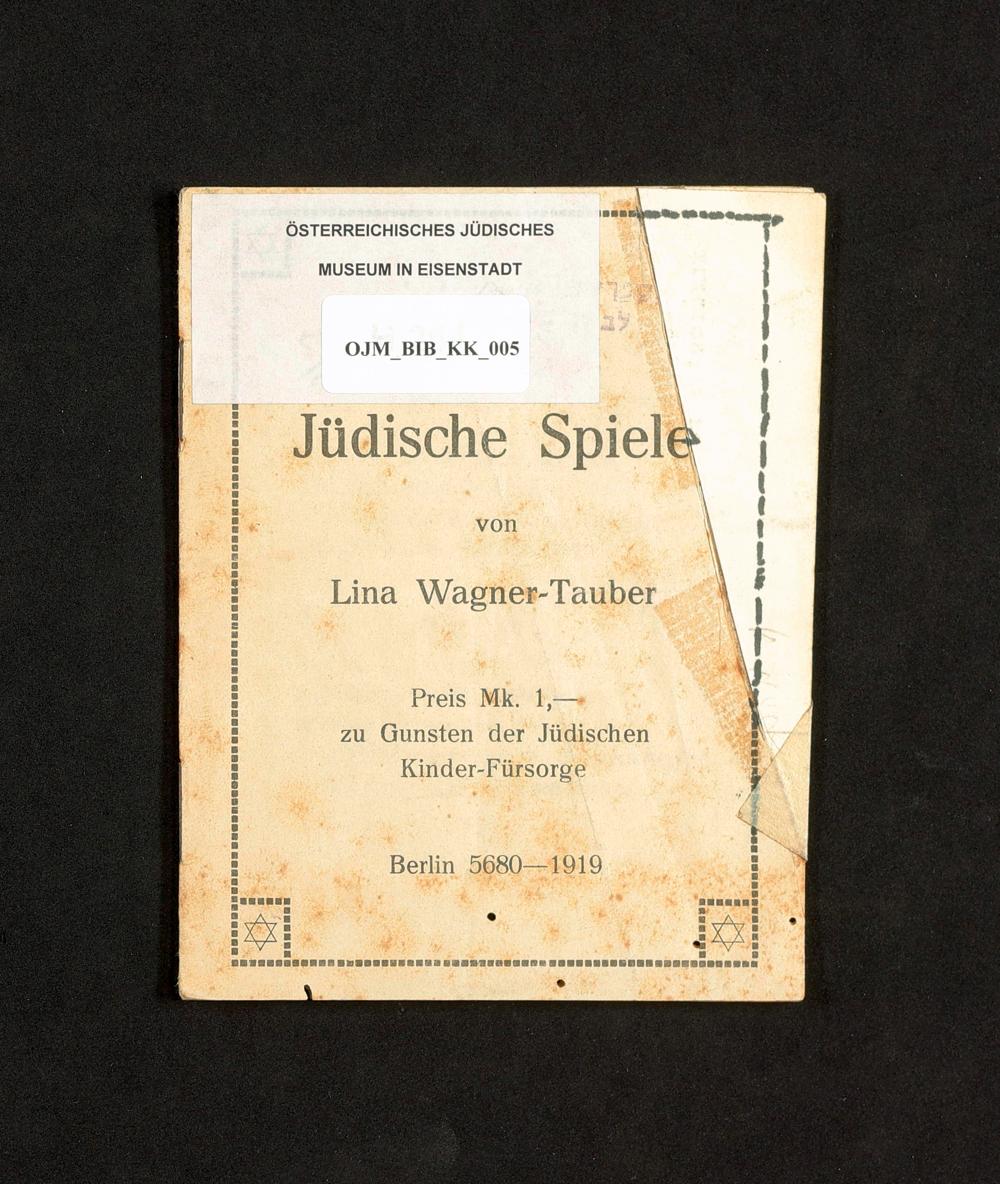 ÖSTERREICHISCHES JÜDISCHES
MUSEUM IN EISENSTADT
OJM_BIB_KK_005
Jüdische Spiele
von
Lina Wagner-Tauber
Preis Mk. 1,—
zu Gunsten der Jüdischen
Kinder-Fürsorge
Berlin 5680—1919